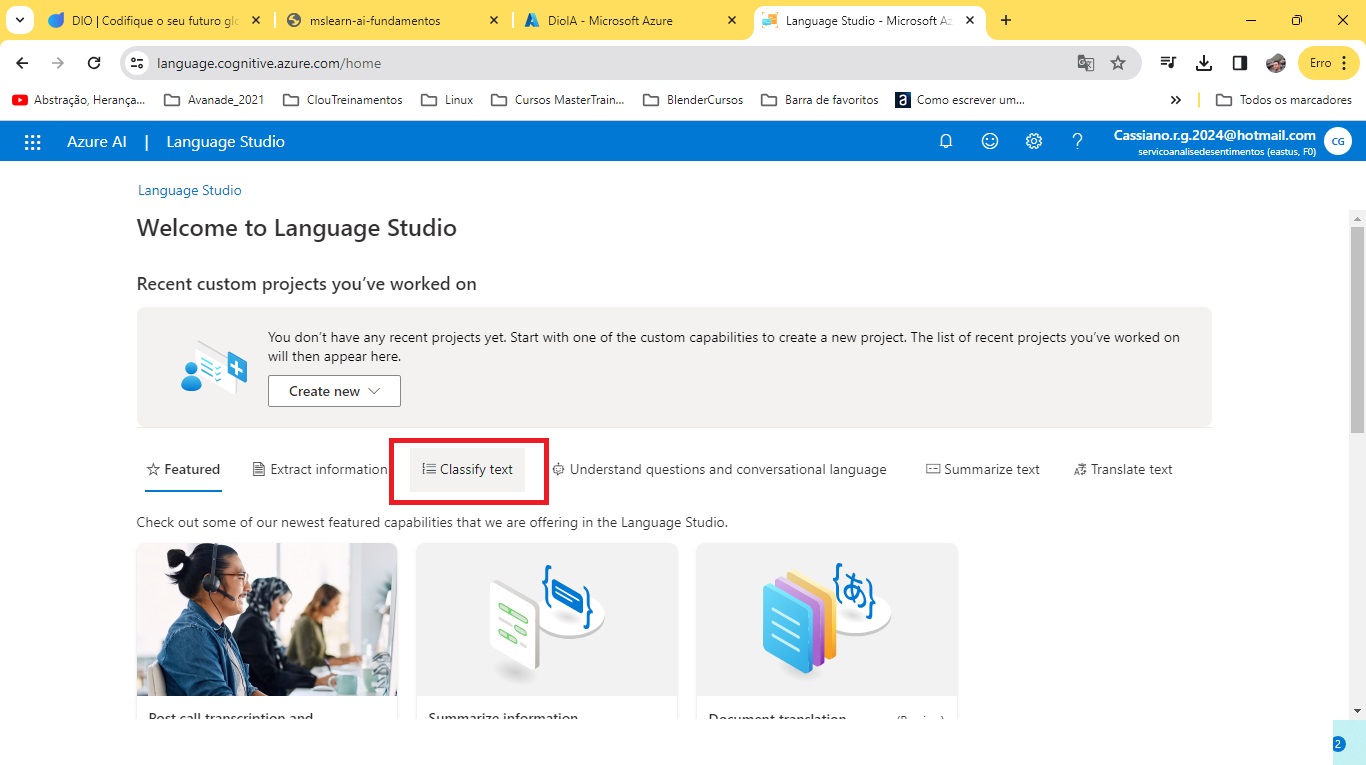 DIO | Codifique o seu futuro glo
mslearn-ai-fundamentos
DioIA - Microsoft Azure
Language Studio - Microsoft Az
language.cognitive.azure.com/home
Erro
Abstração, Herança...
Avanade_2021
ClouTreinamentos
Linux
Cursos MasterTrain...
BlenderCursos
Barra de favoritos
Como escrever um...
Todos os marcadores
Azure AI | Language Studio
Cassiano.r.g.2024@hotmail.com
servicoanalisedesentimentos (eastus, F0)
CG
Language Studio
Welcome to Language Studio
Recent custom projects you’ve worked on
You don’t have any recent projects yet. Start with one of the custom capabilities to create a new project. The list of recent projects you’ve worked on
will then appear here.
Create new
Featured
Extract information
Classify text
Understand questions and conversational language
Summarize text
Translate text
Check out some of our newest featured capabilities that we are offering in the Language Studio.
Post call transcription and
Summarize information
Document translation
(Preview)
2